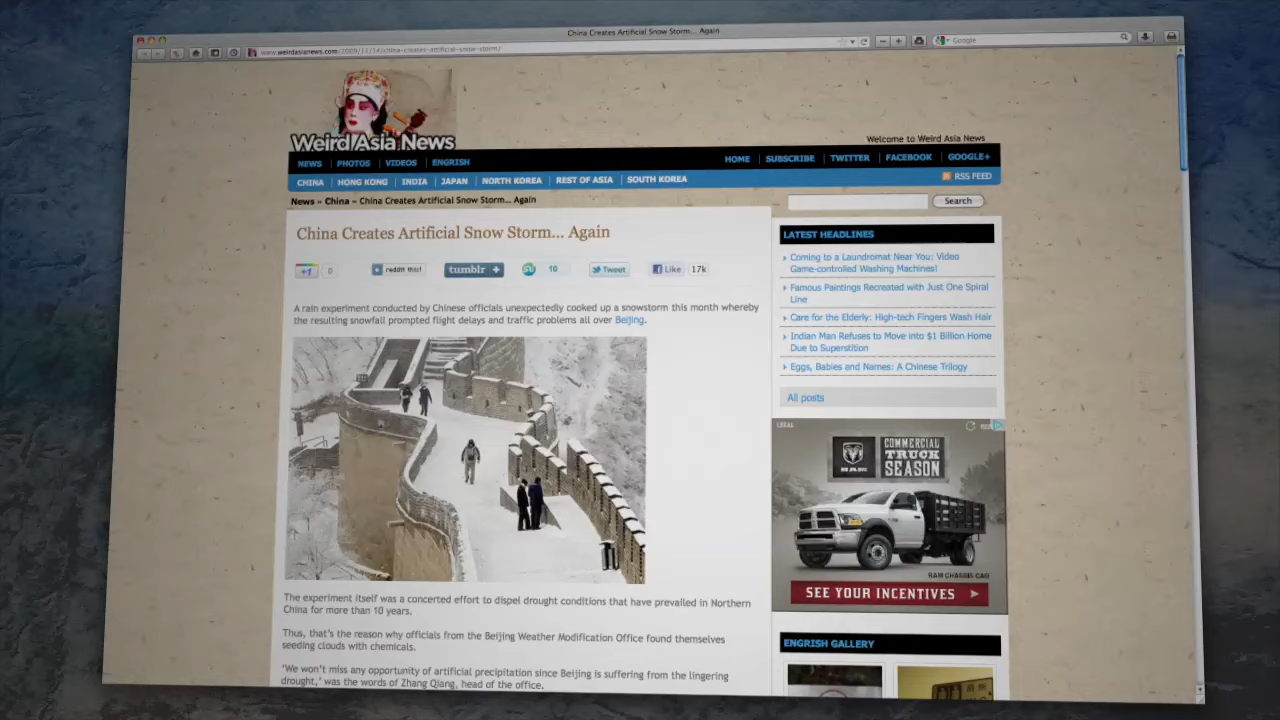 China Creates Artificial Snow Storm... Again
www.weirdasianews.com/2009/11/14/china-creates-artificial-snow-storm/
Google
Weird Asia News
Welcome to Weird Asia News
NEWS PHOTOS VIDEOS ENGRISH HOME SUBSCRIBE TWITTER FACEBOOK GOOGLE+
CHINA HONG KONG INDIA JAPAN NORTH KOREA REST OF ASIA SOUTH KOREA RSS FEED
News » China » China Creates Artificial Snow Storm... Again
Search
China Creates Artificial Snow Storm... Again
+1 0 reddit this! tumblr + 10 Tweet Like 17k
A rain experiment conducted by Chinese officials unexpectedly cooked up a snowstorm this month whereby
the resulting snowfall prompted flight delays and traffic problems all over Beijing.
The experiment itself was a concerted effort to dispel drought conditions that have prevailed in Northern
China for more than 10 years.
Thus, that's the reason why officials from the Beijing Weather Modification Office found themselves
seeding clouds with chemicals.
'We won't miss any opportunity of artificial precipitation since Beijing is suffering from the lingering
drought,' was the words of Zhang Qiang, head of the office.
LATEST HEADLINES
Coming to a Laundromat Near You: Video
Game-controlled Washing Machines!
Famous Paintings Recreated with Just One Spiral
Line
Care for the Elderly: High-tech Fingers Wash Hair
Indian Man Refuses to Move into $1 Billion Home
Due to Superstition
Eggs, Babies and Names: A Chinese Trilogy
All posts
LOCAL
RAM
COMMERCIAL
TRUCK
SEASON
RAM CHASSIS CAB
SEE YOUR INCENTIVES
ENGRISH GALLERY